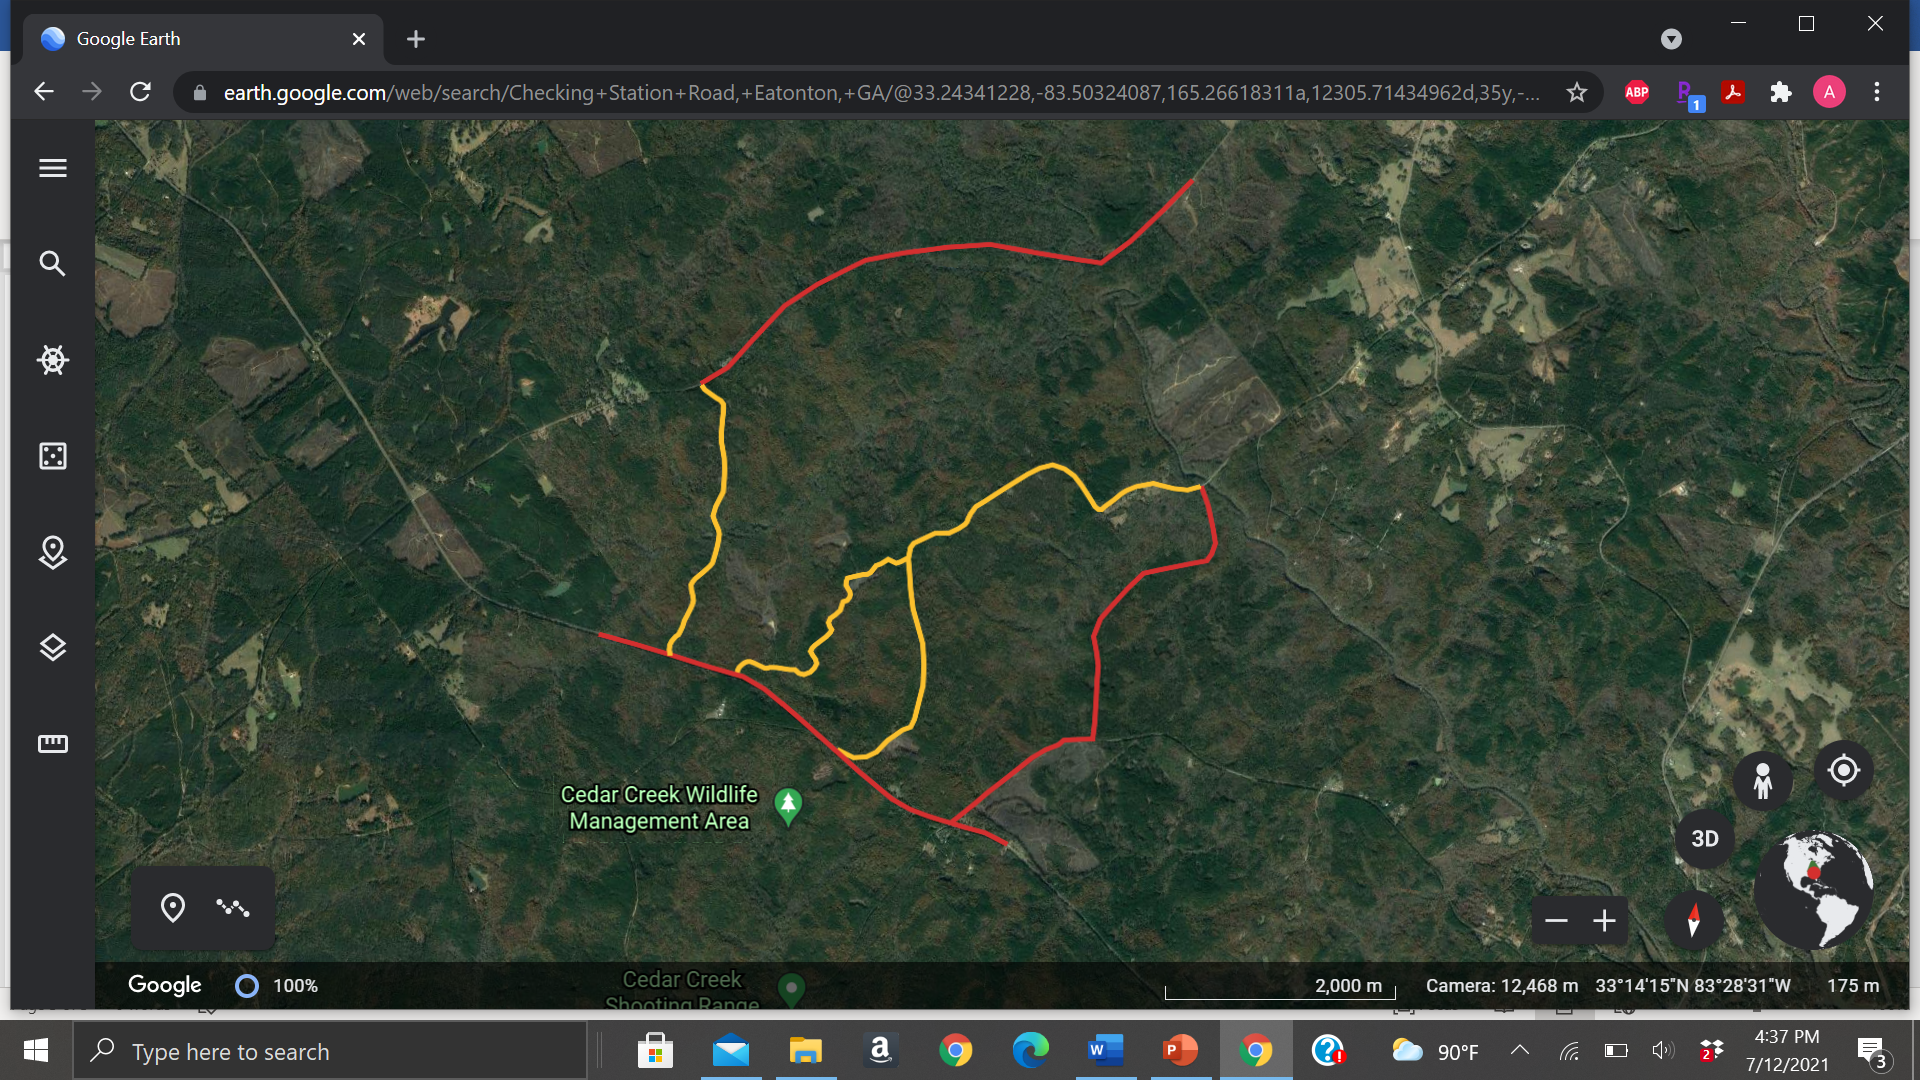 Google Earth
earth.google.com/web/search/Checking+Station+Road,+Eatonton,+GA/@33.24341228,-83.50324087,165.26618311a,12305.71434962d,35y,-...
ABP
1
A
Cedar Creek Wildlife
Management Area
3D
Cedar Creek
Shooting Range
Google
100%
2,000 m
Camera: 12,468 m
33°14'15"N 83°28'31"W
175 m
Type here to search
90°F
2
4:37 PM
7/12/2021
3